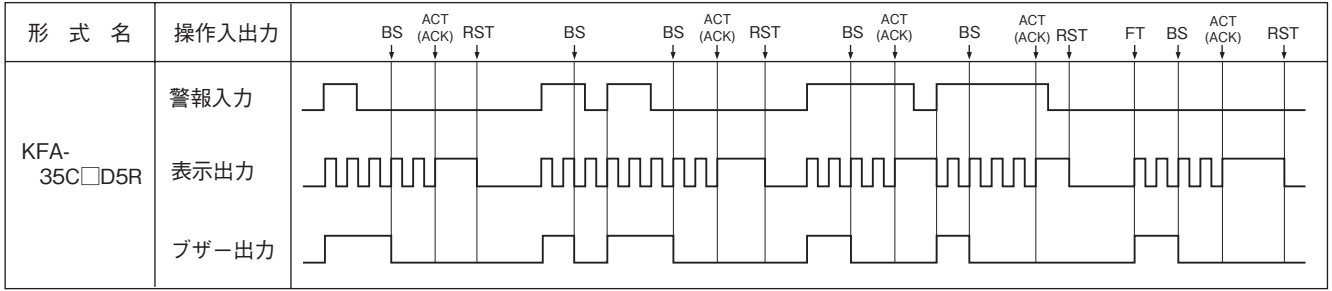 形 式 名
操作入出力
BS
ACT
(ACK)
RST
BS
BS
ACT
(ACK)
RST
BS
ACT
(ACK)
BS
ACT
(ACK)
RST
FT
BS
ACT
(ACK)
RST
KFA-
35C□D5R
警報入力
表示出力
ブザー出力